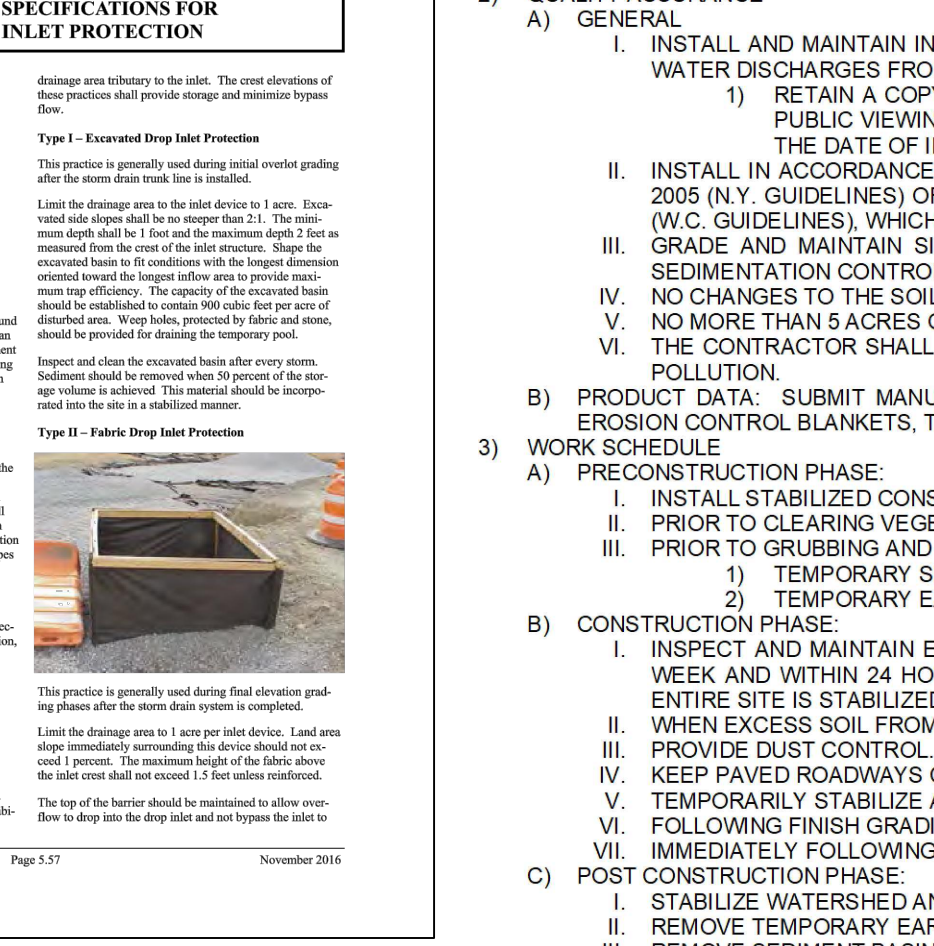 SPECIFICATIONS FOR
INLET PROTECTION
drainage area tributary to the inlet. The crest elevations of
these practices shall provide storage and minimize bypass
flow.
Type I – Excavated Drop Inlet Protection
This practice is generally used during initial overlot grading
after the storm drain trunk line is installed.
Limit the drainage area to the inlet device to 1 acre. Exca-
vated side slopes shall be no steeper than 2:1. The mini-
mum depth shall be 1 foot and the maximum depth 2 feet as
measured from the crest of the inlet structure. Shape the
excavated basin to fit conditions with the longest dimension
oriented toward the longest inflow area to provide maxi-
mum trap efficiency. The capacity of the excavated basin
should be established to contain 900 cubic feet per acre of
disturbed area. Weep holes, protected by fabric and stone,
should be provided for draining the temporary pool.
Inspect and clean the excavated basin after every storm.
Sediment should be removed when 50 percent of the stor-
age volume is achieved This material should be incorpo-
rated into the site in a stabilized manner.
Type II – Fabric Drop Inlet Protection
This practice is generally used during final elevation grad-
ing phases after the storm drain system is completed.
Limit the drainage area to 1 acre per inlet device. Land area
slope immediately surrounding this device should not ex-
ceed 1 percent. The maximum height of the fabric above
the inlet crest shall not exceed 1.5 feet unless reinforced.
The top of the barrier should be maintained to allow over-
flow to drop into the drop inlet and not bypass the inlet to
Page 5.57 November 2016
A) GENERAL
I. INSTALL AND MAINTAIN IN
WATER DISCHARGES FRO
1) RETAIN A COP
PUBLIC VIEWIN
THE DATE OF I
II. INSTALL IN ACCORDANCE
2005 (N.Y. GUIDELINES) O
(W.C. GUIDELINES), WHICH
III. GRADE AND MAINTAIN SI
SEDIMENTATION CONTRO
IV. NO CHANGES TO THE SOIL
V. NO MORE THAN 5 ACRES
VI. THE CONTRACTOR SHALL
POLLUTION.
B) PRODUCT DATA: SUBMIT MANU
EROSION CONTROL BLANKETS, T
3) WORK SCHEDULE
A) PRECONSTRUCTION PHASE:
I. INSTALL STABILIZED CONS
II. PRIOR TO CLEARING VEGE
III. PRIOR TO GRUBBING AND
1) TEMPORARY S
2) TEMPORARY E
B) CONSTRUCTION PHASE:
I. INSPECT AND MAINTAIN E
WEEK AND WITHIN 24 HO
ENTIRE SITE IS STABILIZE
II. WHEN EXCESS SOIL FROM
III. PROVIDE DUST CONTROL.
IV. KEEP PAVED ROADWAYS
V. TEMPORARILY STABILIZE
VI. FOLLOWING FINISH GRADI
VII. IMMEDIATELY FOLLOWING
C) POST CONSTRUCTION PHASE:
I. STABILIZE WATERSHED AN
II. REMOVE TEMPORARY EAR